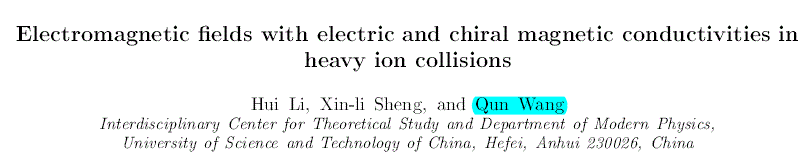 Electromagnetic fields with electric and chiral magnetic conductivities in
heavy ion collisions
Hui Li, Xin-li Sheng, and Qun Wang
Interdisciplinary Center for Theoretical Study and Department of Modern Physics,
University of Science and Technology of China, Hefei, Anhui 230026, China